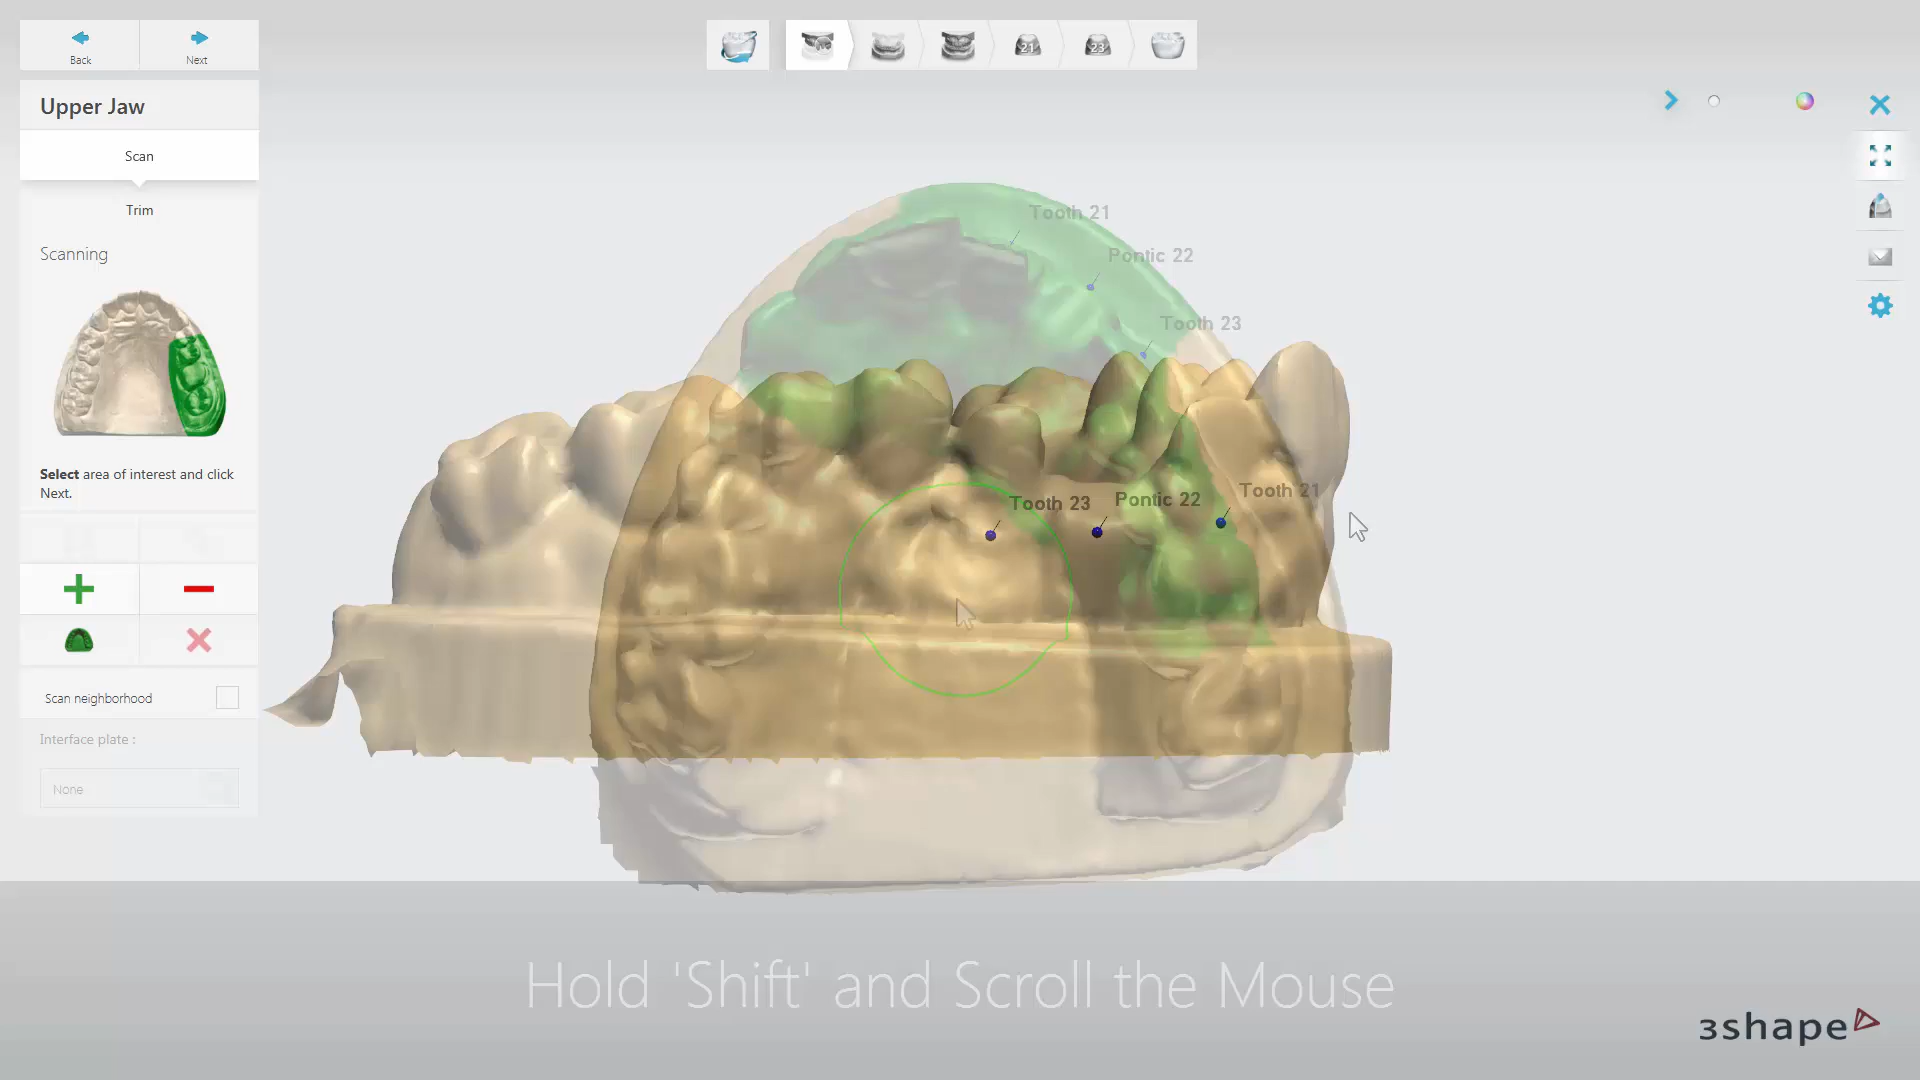 Back
Next
21
23
Upper Jaw
Scan
Trim
Scanning
Select area of interest and click
Next.
Scan neighborhood
Interface plate :
None
Tooth 21
Pontic 22
Tooth 23
Tooth 23
Pontic 22
Tooth 21
Hold 'Shift' and Scroll the Mouse
3shape